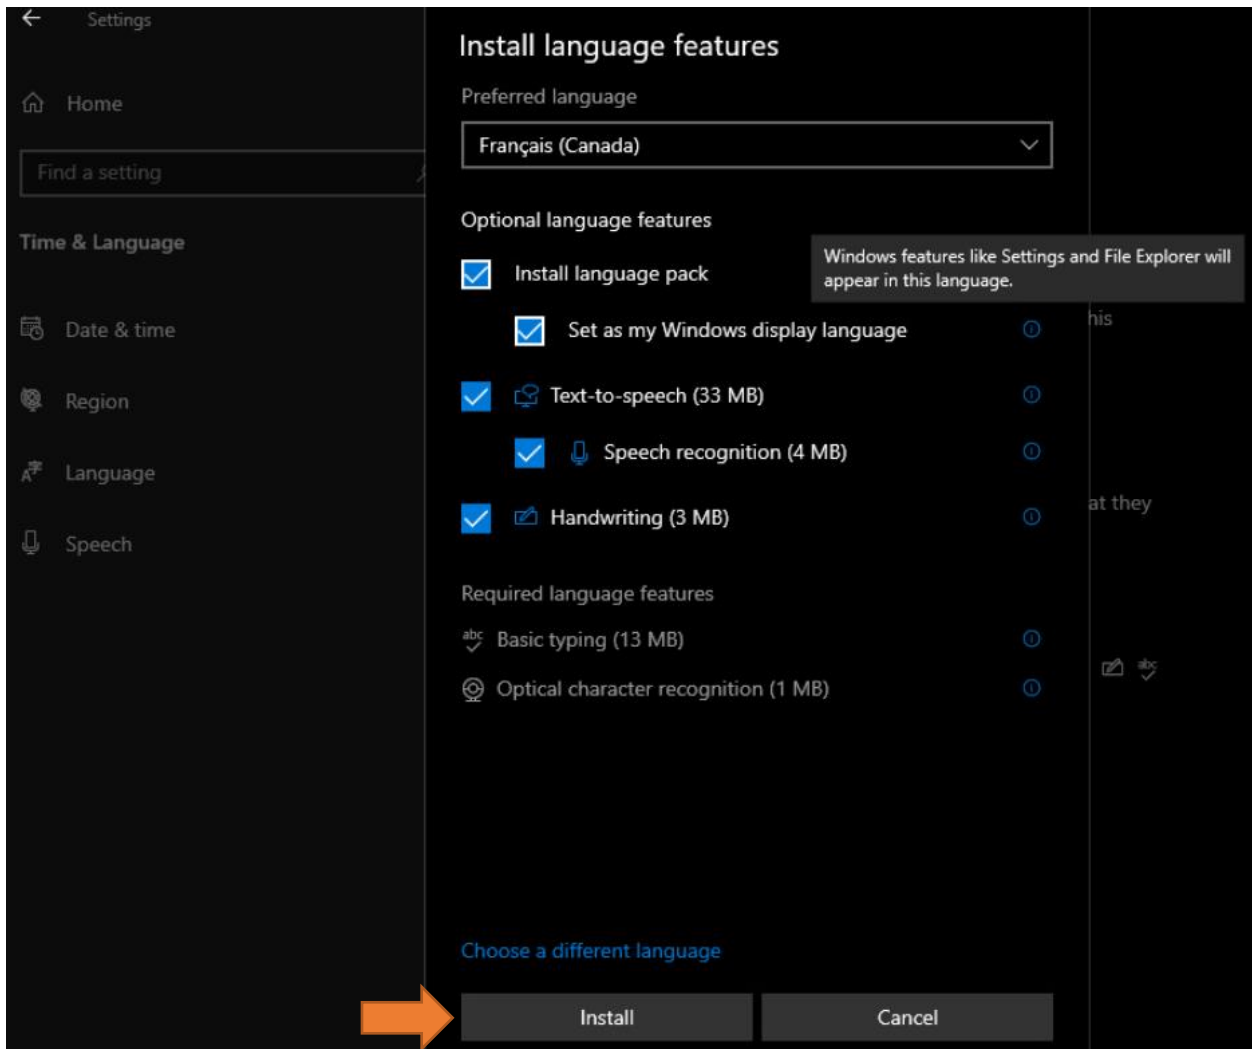 Settings
Home
Find a setting
Time & Language
Date & time
Region
Language
Speech
Install language features
Preferred language
Français (Canada)
Optional language features
Install language pack
Windows features like Settings and File Explorer will
appear in this language.
Set as my Windows display language
his
Text-to-speech (33 MB)
Speech recognition (4 MB)
at they
Handwriting (3 MB)
Required language features
abc Basic typing (13 MB)
abc
Optical character recognition (1 MB)
Choose a different language
Install
Cancel